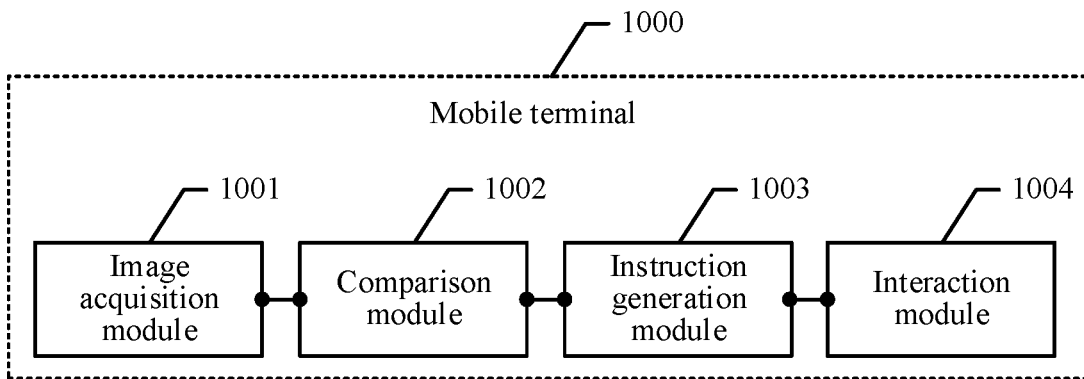 1000
Mobile terminal
1001
1002
1003
1004
Image
acquisition
module
Comparison
module
Instruction
generation
module
Interaction
module